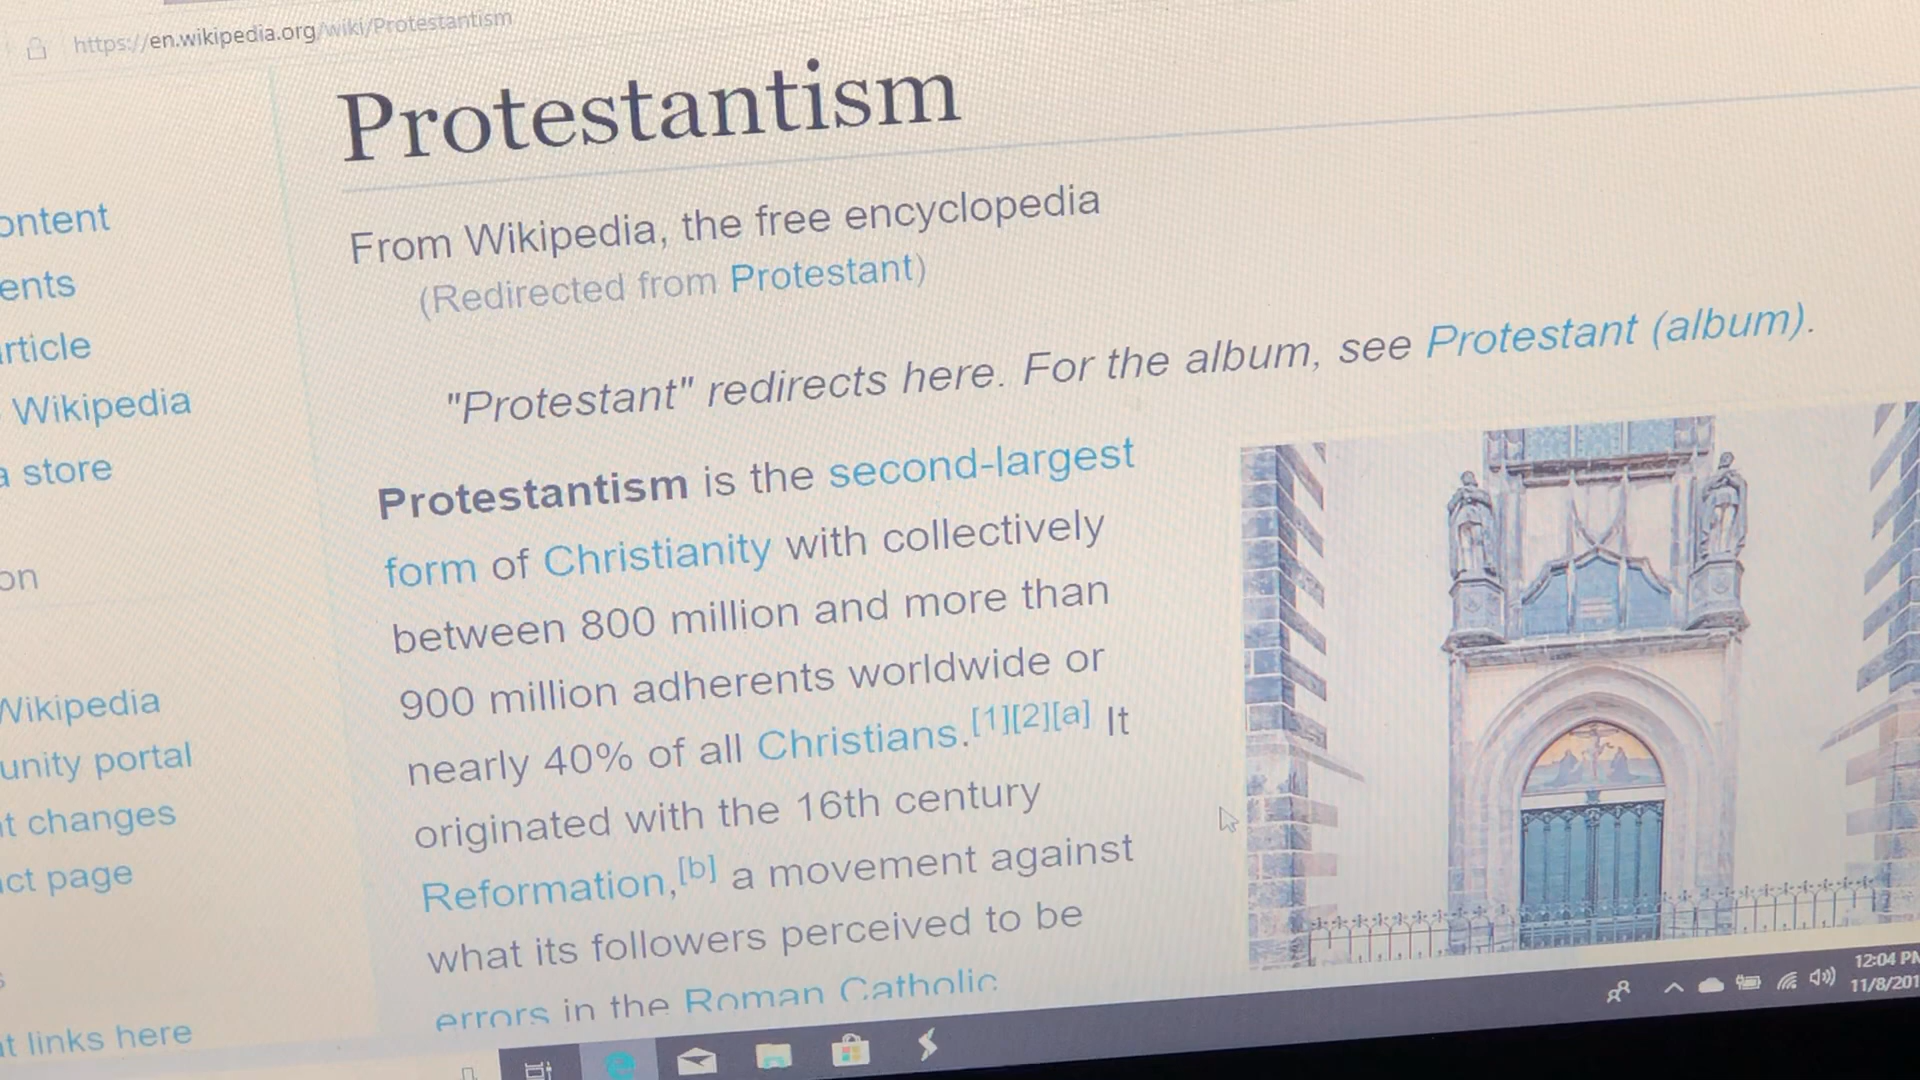 https://en.wikipedia.org/wiki/Protestantism
Protestantism
From Wikipedia, the free encyclopedia
(Redirected from Protestant)
"Protestant" redirects here. For the album, see Protestant (album).
Protestantism is the second-largest
form of Christianity with collectively
between 800 million and more than
900 million adherents worldwide or
nearly 40% of all Christians.[1][2][a] It
originated with the 16th century
Reformation,[b] a movement against
what its followers perceived to be
errors in the Roman Catholic
ontent
ents
rticle
Wikipedia
a store
on
Wikipedia
unity portal
t changes
ct page
s
t links here
12:04 PM
11/8/201